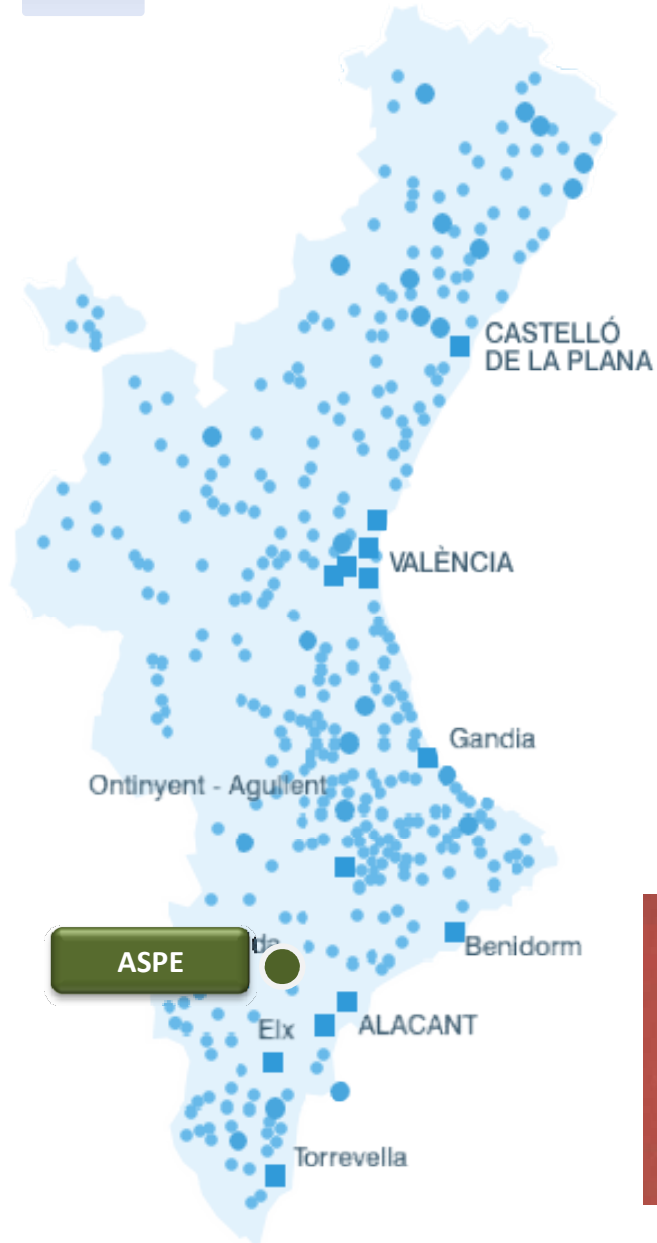 CASTELLÓ
DE LA PLANA
VALÈNCIA
Gandia
Ontinyent - Agullent
ASPE
Benidorm
Elx
ALACANT
Torrevella